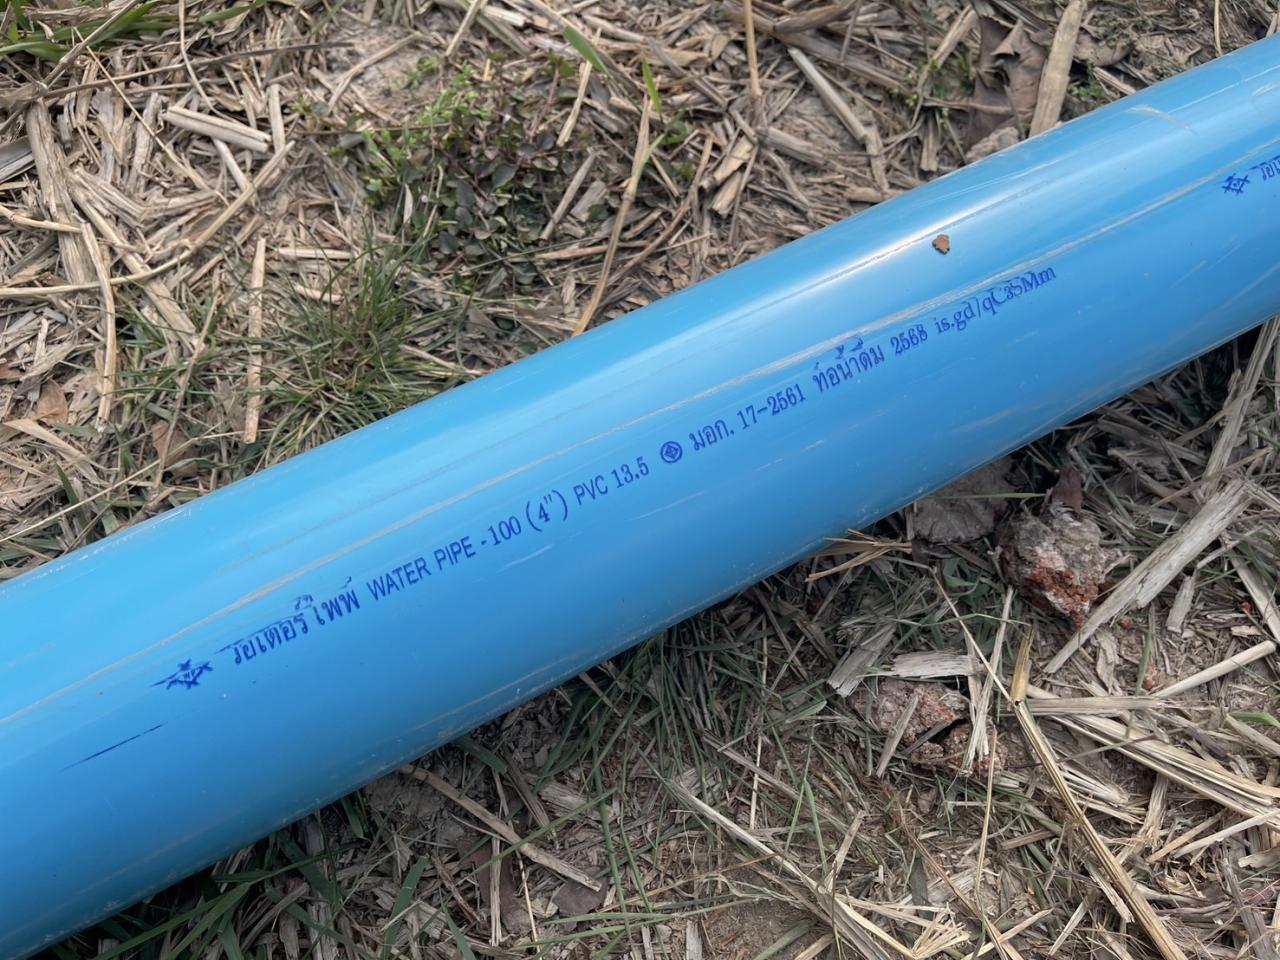 วอเตอร์ไพพ์ WATER PIPE -100 (4") PVC 13.5 มอก. 17-2561 ท่อน้ำดื่ม 2568 is.gd/qC35Mm